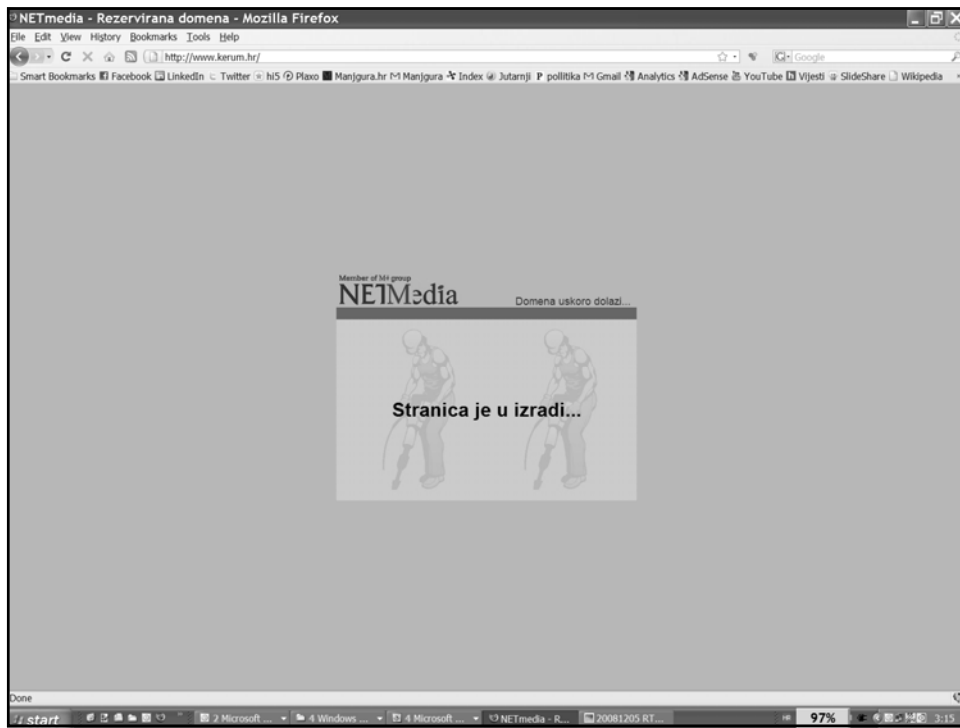 NETmedia - Rezervirana domena - Mozilla Firefox
File Edit View History Bookmarks Tools Help
http://www.kerum.hr/ Google
Smart Bookmarks Facebook LinkedIn Twitter hi5 Plaxo Manjgura.hr Manjgura Index Jutarnji pollitika Gmail Analytics AdSense YouTube Vijesti SlideShare Wikipedia
Member of M4 group
NETMedia Domena uskoro dolazi...
Stranica je u izradi...
Done
start 2 Microsoft ... 4 Windows ... 4 Microsoft ... NETmedia - R... 20081205 RT... HR 97% 3:15